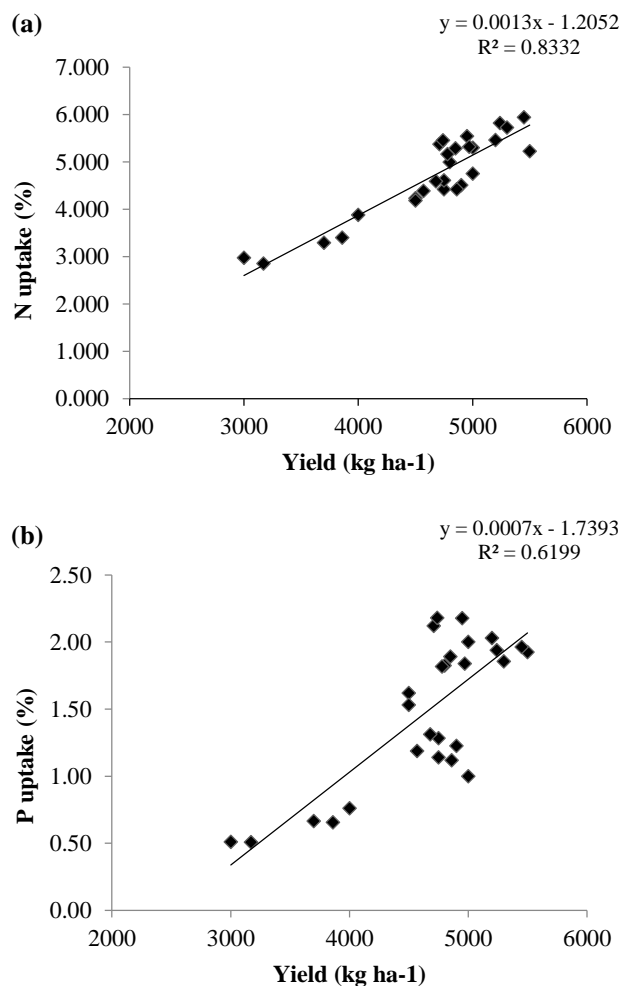 (a)
y = 0.0013x - 1.2052
R² = 0.8332
7.000
6.000
5.000
4.000
3.000
2.000
1.000
0.000
N uptake (%)
2000 3000 4000 5000 6000
Yield (kg ha-1)
(b)
y = 0.0007x - 1.7393
R² = 0.6199
2.50
2.00
1.50
1.00
0.50
0.00
P uptake (%)
2000 3000 4000 5000 6000
Yield (kg ha-1)